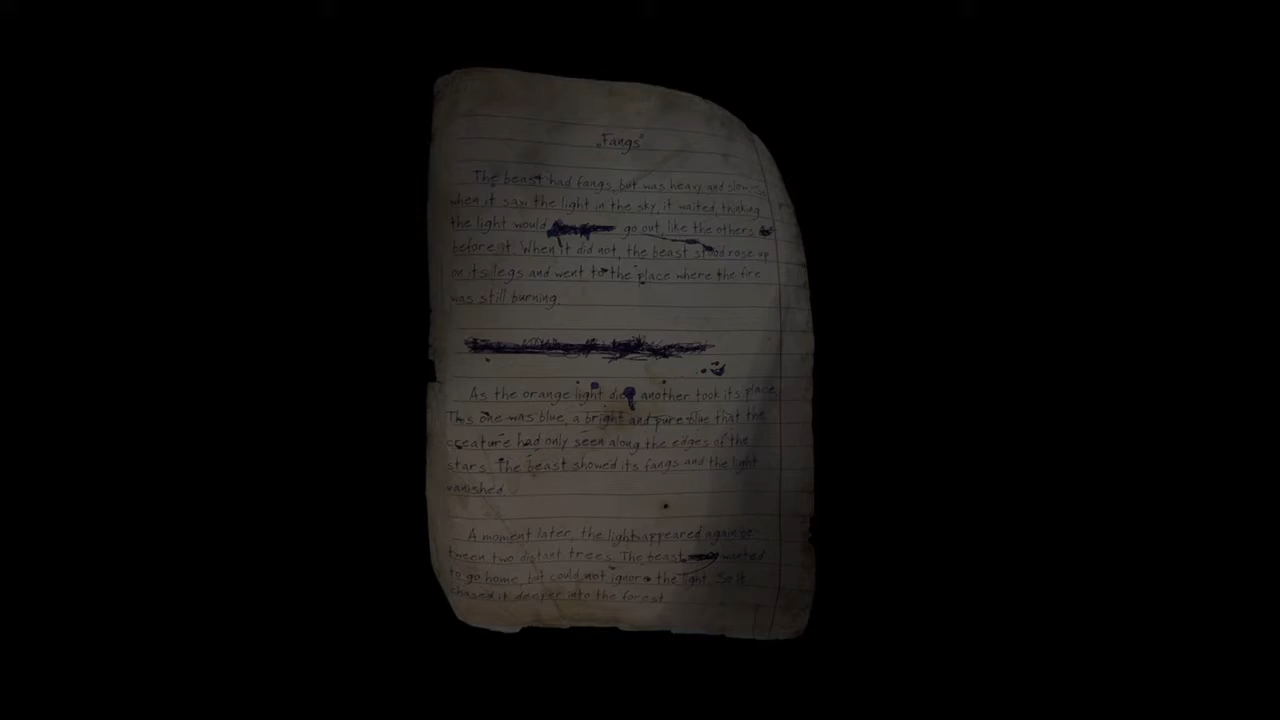 „Fangs"
The beast had fangs, but was heavy and slow so
when it saw the light in the sky, it waited, thinking
the light would go out, like the others
before it. When it did not, the beast stood rose up
on its legs and went to the place where the fire
was still burning.
As the orange light died another took its place.
This one was blue, a bright and pure blue that the
creature had only seen along the edges of the
stars. The beast showed its fangs and the light
vanished.
A moment later, the light appeared again be-
tween two distant trees. The beast wanted
to go home, but could not ignore the light. So it
chased it deeper into the forest